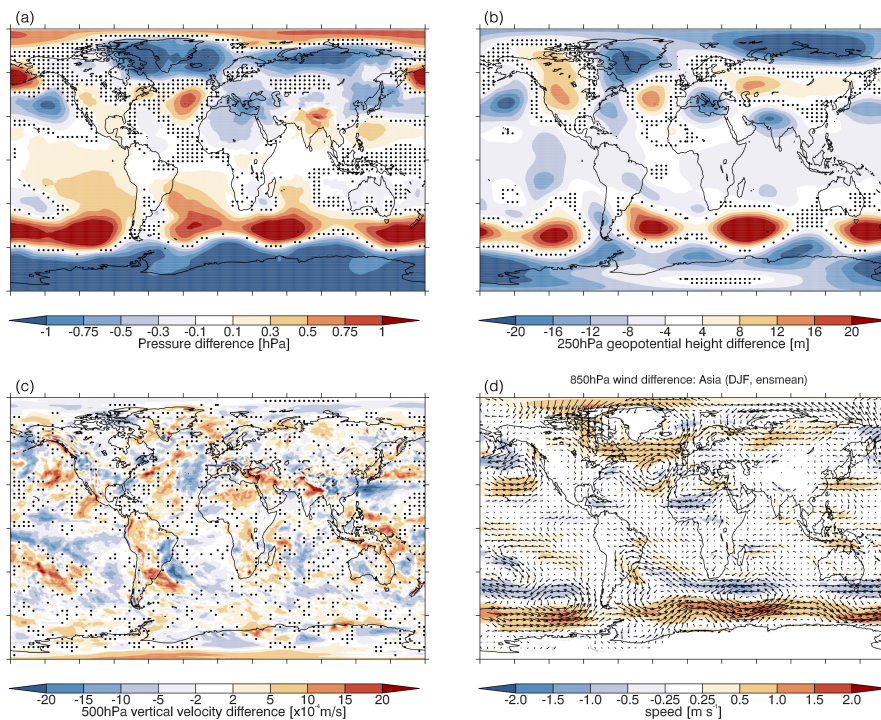 (a)
(b)
-1 -0.75 -0.5 -0.3 -0.1 0.1 0.3 0.5 0.75 1
Pressure difference [hPa]
-20 -16 -12 -8 -4 4 8 12 16 20
250hPa geopotential height difference [m]
(c)
(d)
850hPa wind difference: Asia (DJF, ensmean)
-20 -15 -10 -5 -2 2 5 10 15 20
500hPa vertical velocity difference [x10⁻⁴m/s]
-2.0 -1.5 -1.0 -0.5 -0.25 0.25 0.5 1.0 1.5 2.0
speed [m s⁻¹]